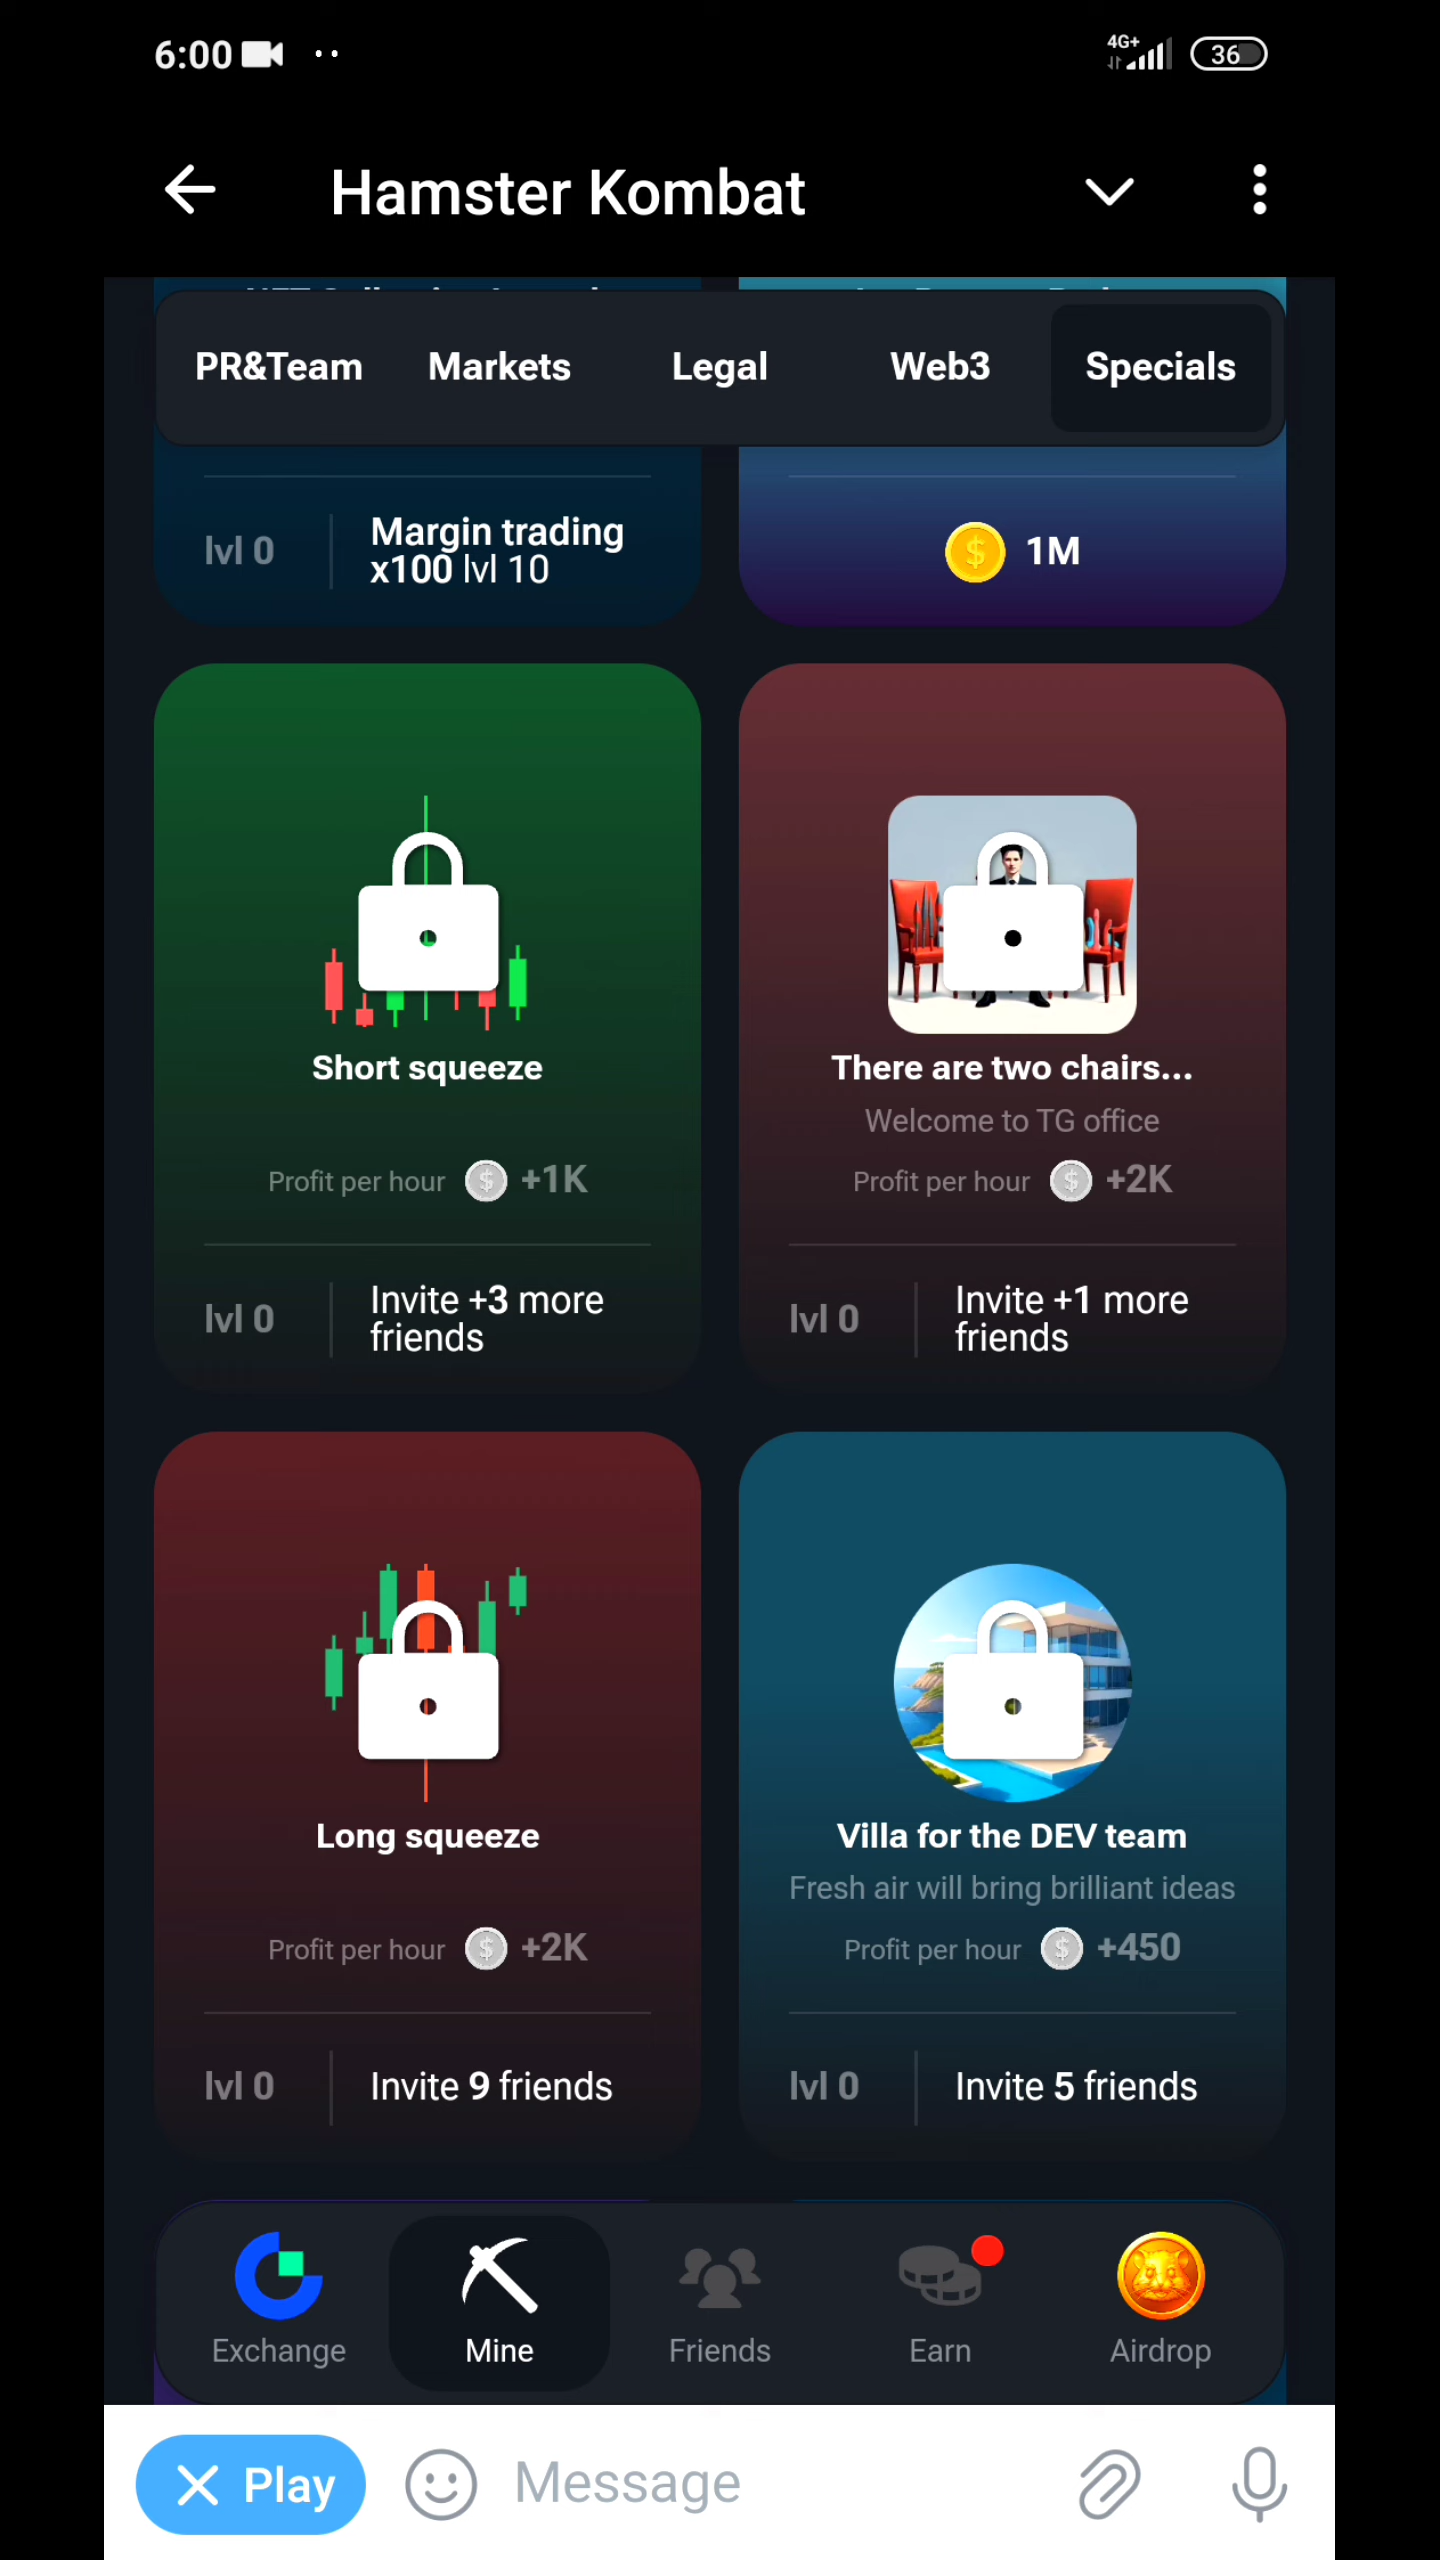 6:00
4G+
36
Hamster Kombat
PR&Team
Markets
Legal
Web3
Specials
lvl 0
Margin trading
x100 lvl 10
1M
Short squeeze
Profit per hour +1K
lvl 0
Invite +3 more
friends
There are two chairs...
Welcome to TG office
Profit per hour +2K
lvl 0
Invite +1 more
friends
Long squeeze
Profit per hour +2K
lvl 0
Invite 9 friends
Villa for the DEV team
Fresh air will bring brilliant ideas
Profit per hour +450
lvl 0
Invite 5 friends
Exchange
Mine
Friends
Earn
Airdrop
Play
Message